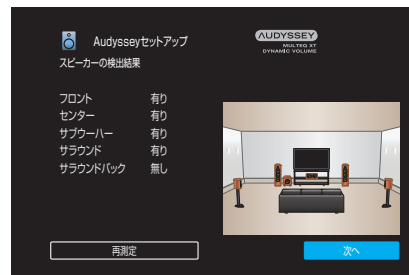 Audysseyセットアップ
AUDYSSEY
MULTEQ XT
DYNAMIC VOLUME
スピーカーの検出結果
フロント 有り
センター 有り
サブウーハー 有り
サラウンド 有り
サラウンドバック 無し
再測定 次へ